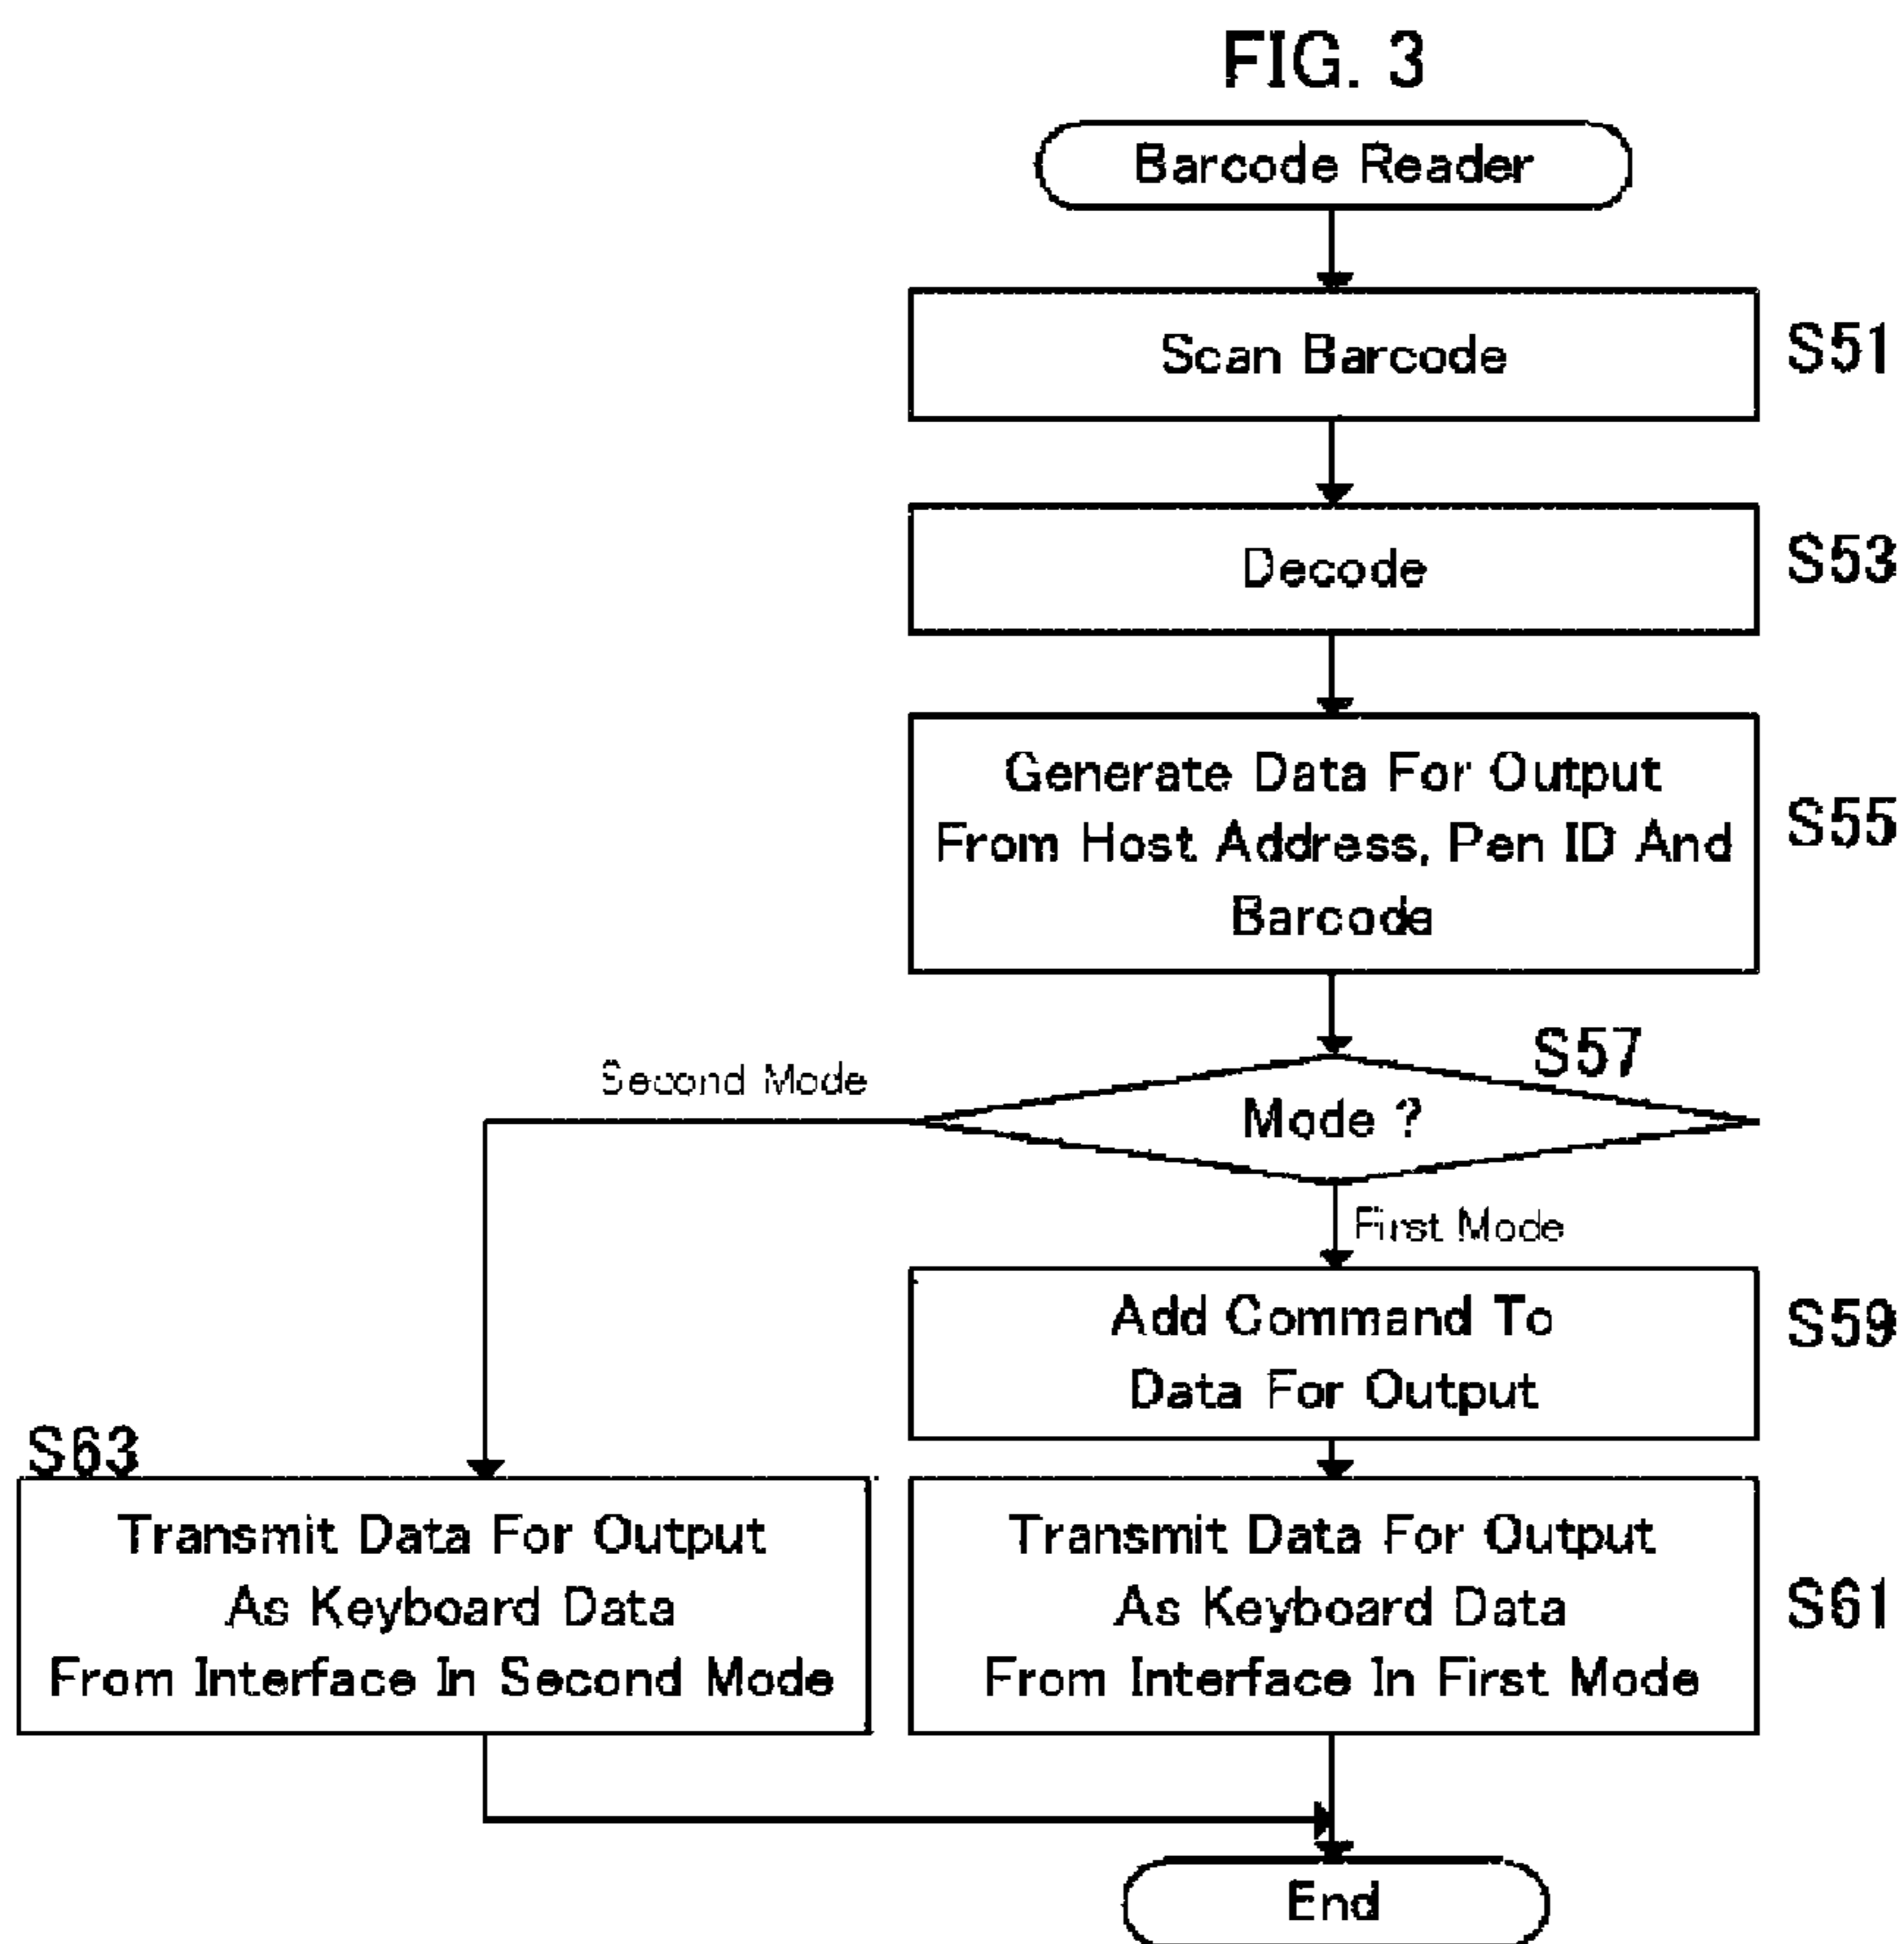 FIG. 3
Barcode Reader
Scan Barcode
S51
Decode
S53
Generate Data For Output
From Host Address, Pen ID And
Barcode
S55
S57
Mode ?
Second Mode
First Mode
Add Command To
Data For Output
S59
S63
Transmit Data For Output
As Keyboard Data
From Interface In Second Mode
Transmit Data For Output
As Keyboard Data
From Interface In First Mode
S61
End